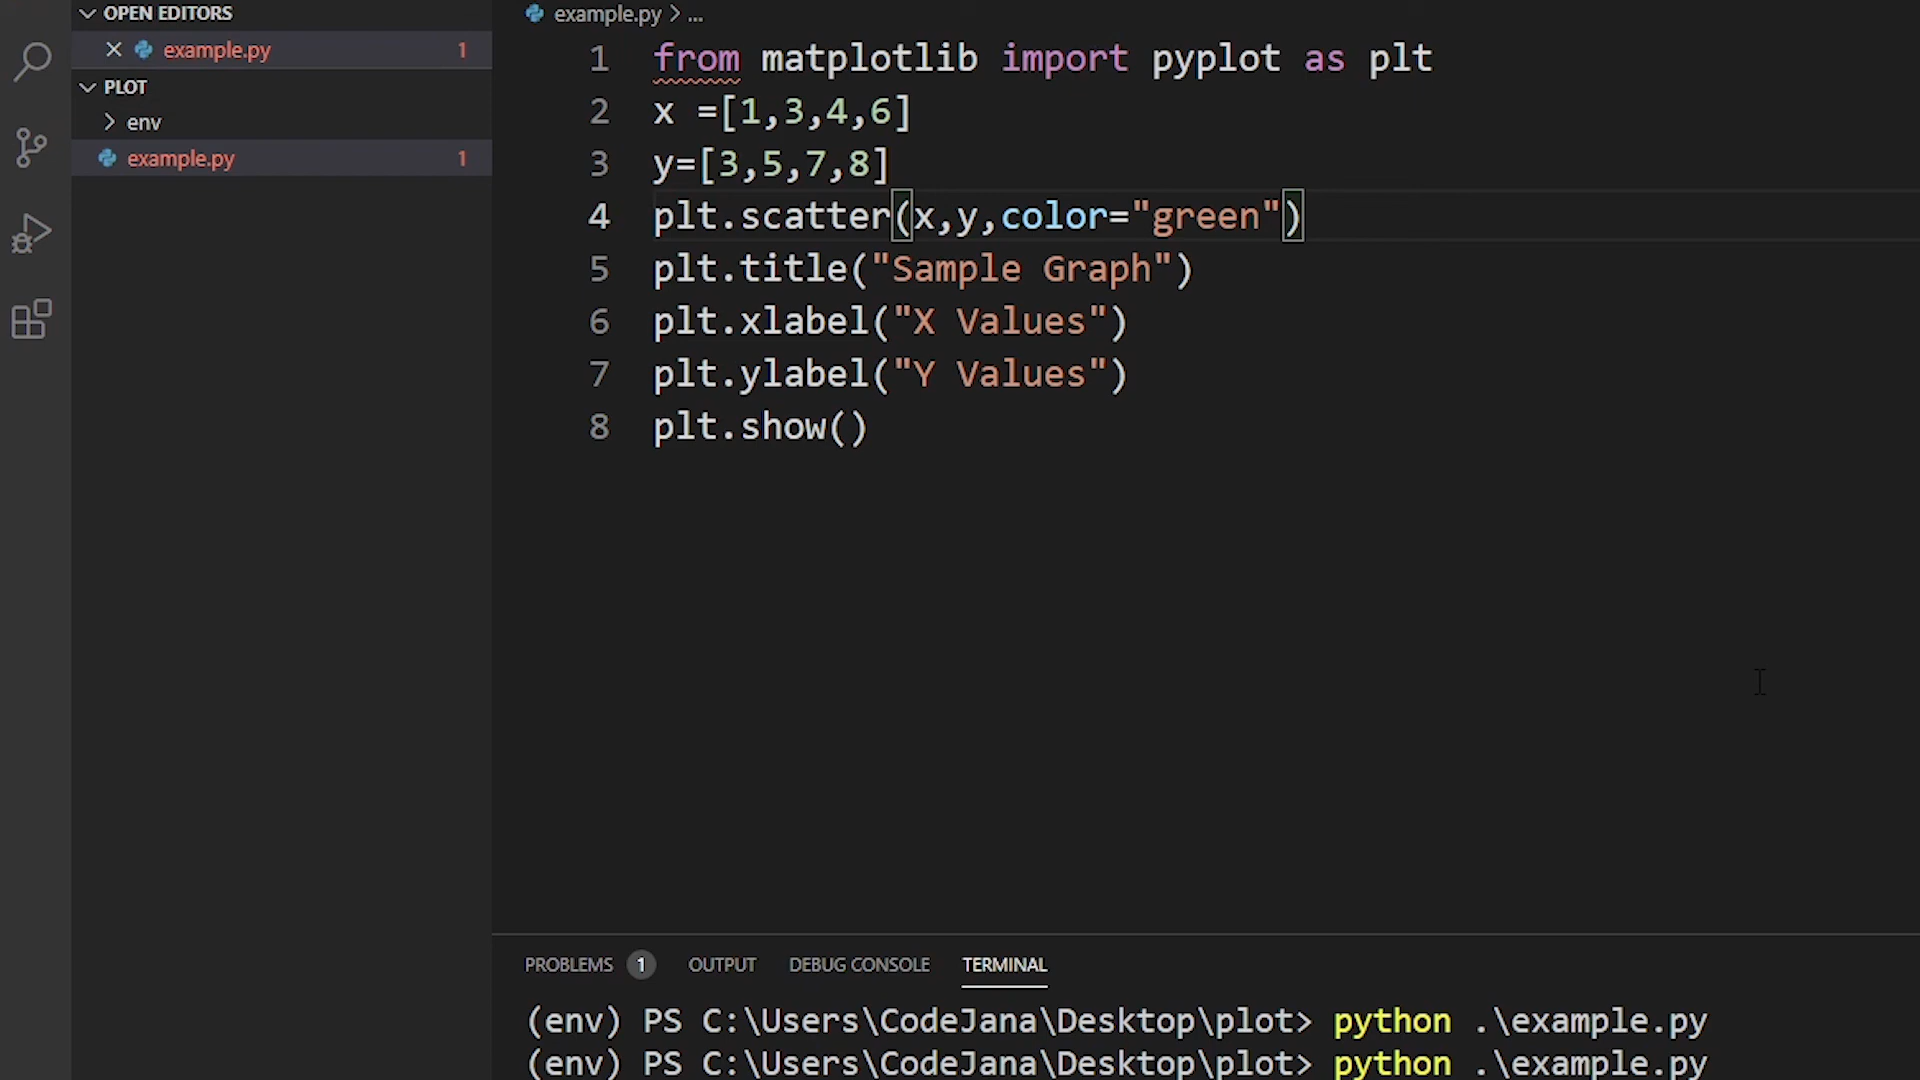 OPEN EDITORS
example.py 1
PLOT
env
example.py 1
example.py > ...
1 from matplotlib import pyplot as plt
2 x =[1,3,4,6]
3 y=[3,5,7,8]
4 plt.scatter(x,y,color="green")
5 plt.title("Sample Graph")
6 plt.xlabel("X Values")
7 plt.ylabel("Y Values")
8 plt.show()
PROBLEMS 1 OUTPUT DEBUG CONSOLE TERMINAL
(env) PS C:\Users\CodeJana\Desktop\plot> python .\example.py
(env) PS C:\Users\CodeJana\Desktop\plot> python .\example.py